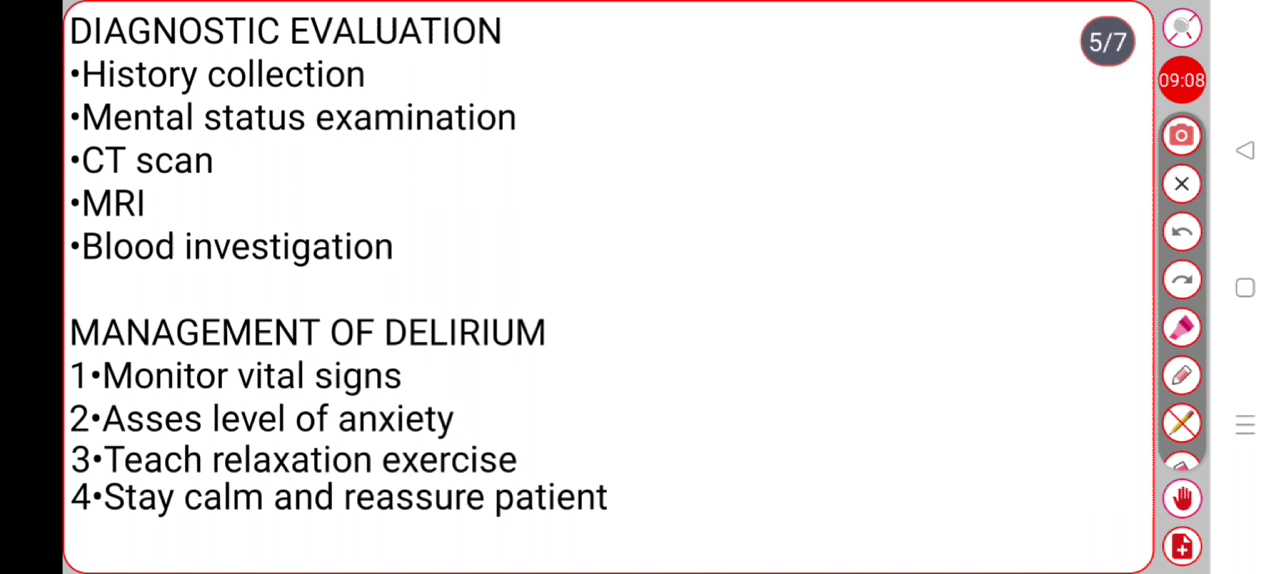 DIAGNOSTIC EVALUATION
•History collection
•Mental status examination
•CT scan
•MRI
•Blood investigation
MANAGEMENT OF DELIRIUM
1•Monitor vital signs
2•Asses level of anxiety
3•Teach relaxation exercise
4•Stay calm and reassure patient
5/7
09:08